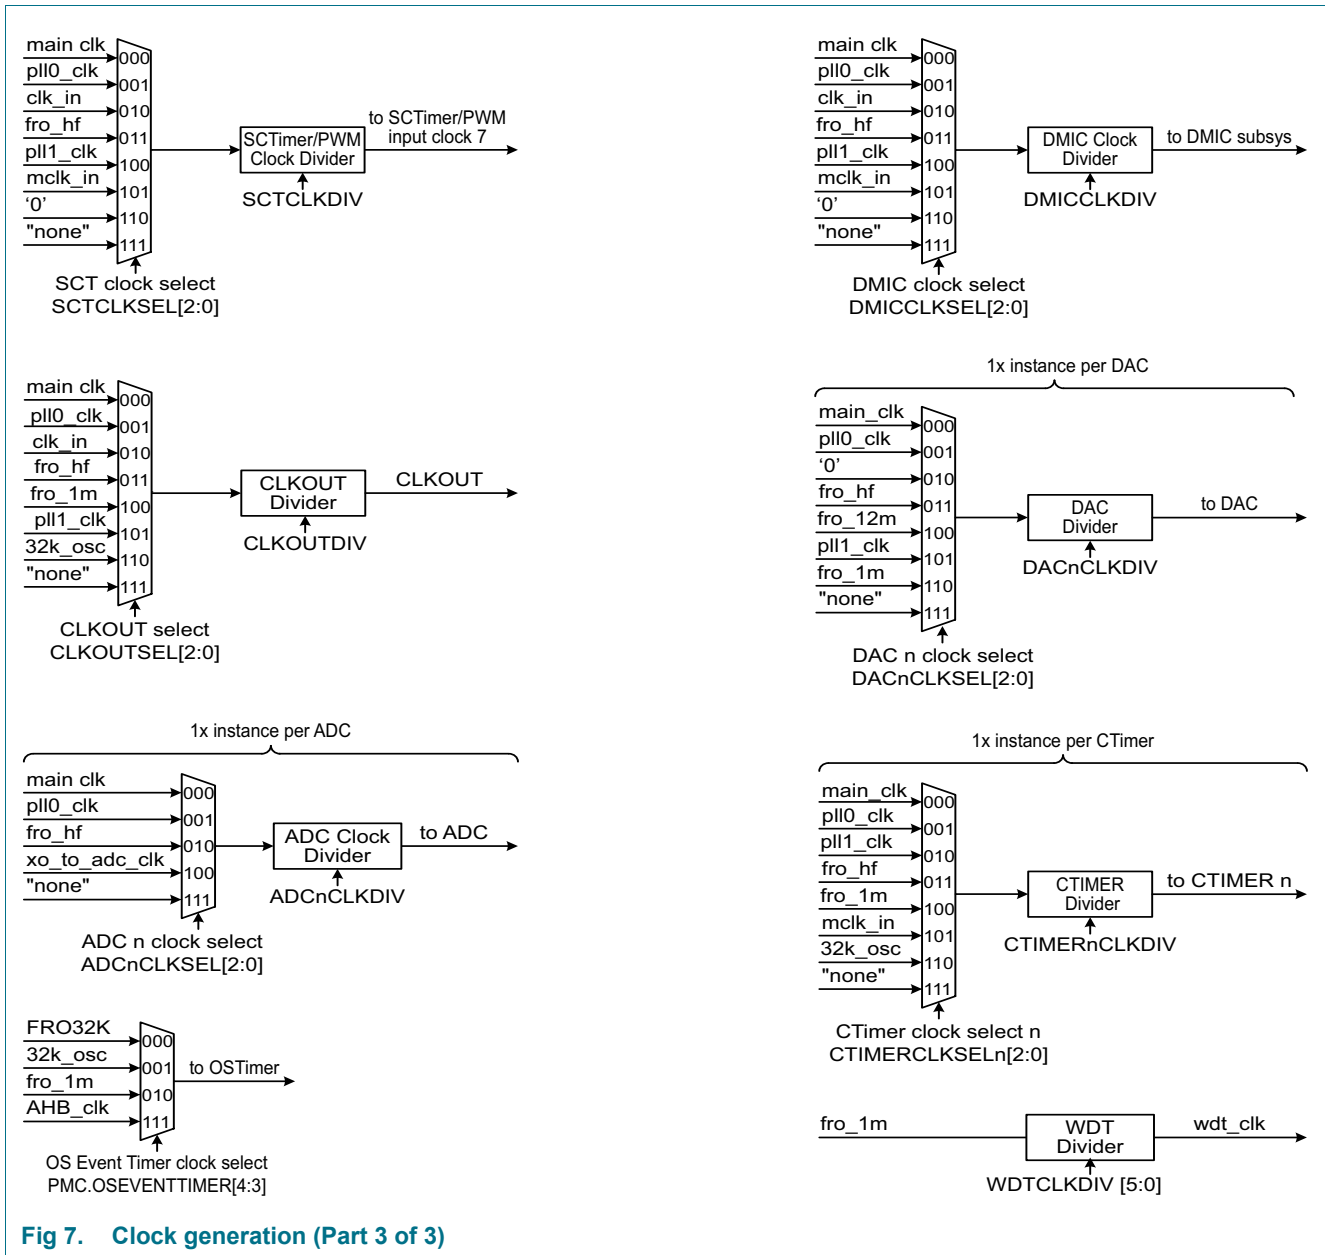 main clk
000
pll0_clk
001
clk_in
010
fro_hf
011
pll1_clk
100
mclk_in
101
‘0’
110
"none"
111
SCTimer/PWM
Clock Divider
to SCTimer/PWM
input clock 7
SCTCLKDIV
SCT clock select
SCTCLKSEL[2:0]
main clk
000
pll0_clk
001
clk_in
010
fro_hf
011
pll1_clk
100
mclk_in
101
‘0’
110
"none"
111
DMIC Clock
Divider
to DMIC subsys
DMICCLKDIV
DMIC clock select
DMICCLKSEL[2:0]
main clk
000
pll0_clk
001
clk_in
010
fro_hf
011
fro_1m
100
pll1_clk
101
32k_osc
110
"none"
111
CLKOUT
Divider
CLKOUT
CLKOUTDIV
CLKOUT select
CLKOUTSEL[2:0]
1x instance per DAC
main_clk
000
pll0_clk
001
‘0’
010
fro_hf
011
fro_12m
100
pll1_clk
101
fro_1m
110
"none"
111
DAC
Divider
to DAC
DACnCLKDIV
DAC n clock select
DACnCLKSEL[2:0]
1x instance per ADC
main clk
000
pll0_clk
001
fro_hf
010
xo_to_adc_clk
100
"none"
111
ADC Clock
Divider
to ADC
ADCnCLKDIV
ADC n clock select
ADCnCLKSEL[2:0]
1x instance per CTimer
main_clk
000
pll0_clk
001
pll1_clk
010
fro_hf
011
fro_1m
100
mclk_in
101
32k_osc
110
"none"
111
CTIMER
Divider
to CTIMER n
CTIMERnCLKDIV
CTimer clock select n
CTIMERCLKSELn[2:0]
FRO32K
000
32k_osc
001
fro_1m
010
AHB_clk
111
to OSTimer
OS Event Timer clock select
PMC.OSEVENTTIMER[4:3]
fro_1m
WDT
Divider
wdt_clk
WDTCLKDIV [5:0]
Fig 7. Clock generation (Part 3 of 3)